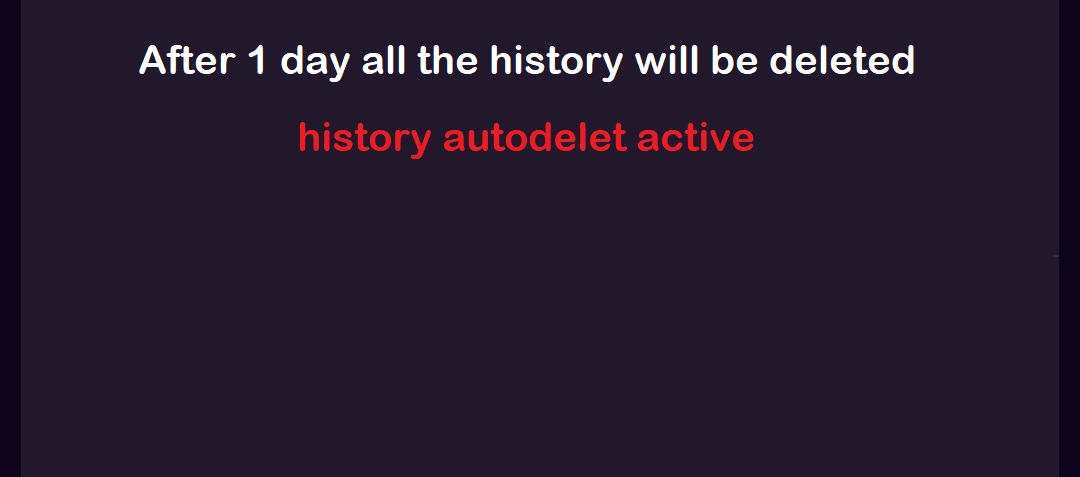 After 1 day all the history will be deleted
history autodelet active